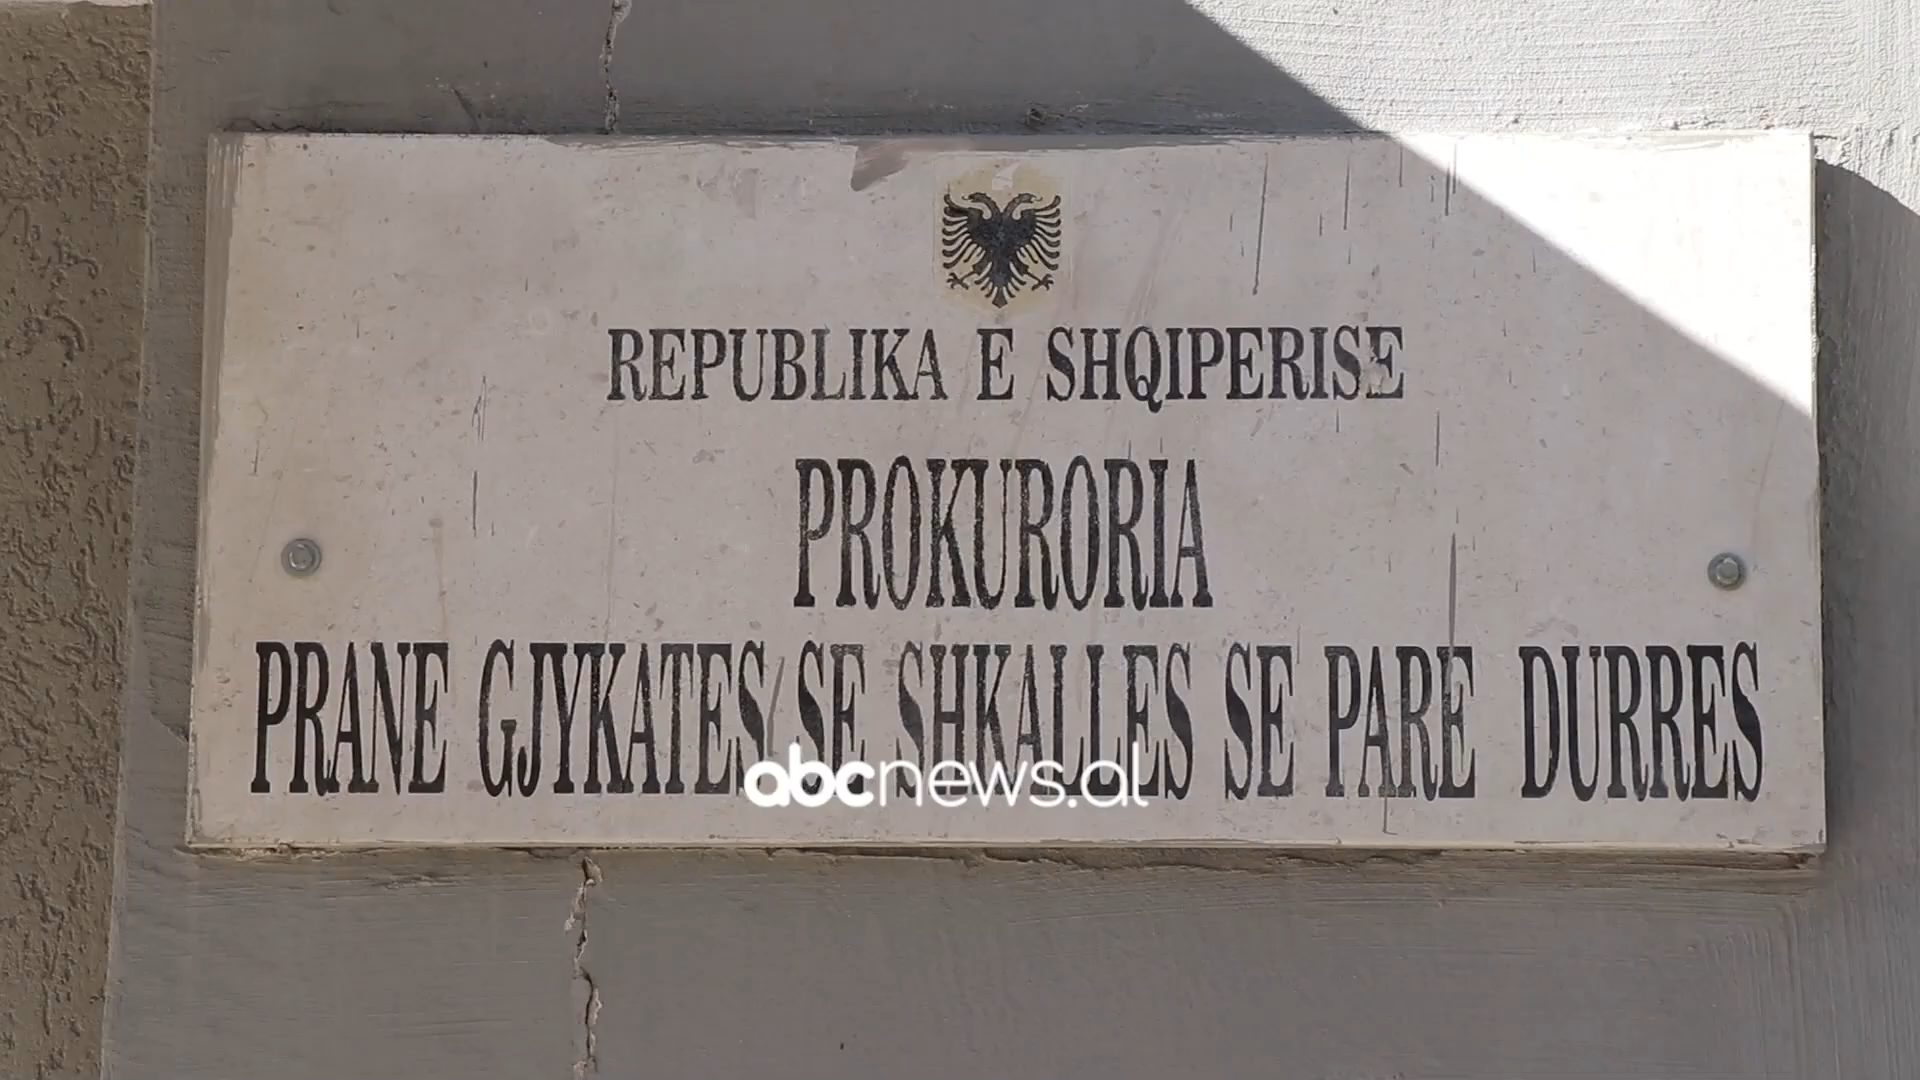 REPUBLIKA E SHQIPERISE
PROKURORIA
PRANE GJYKATES SE SHKALLES SE PARE DURRES
abcnews.al